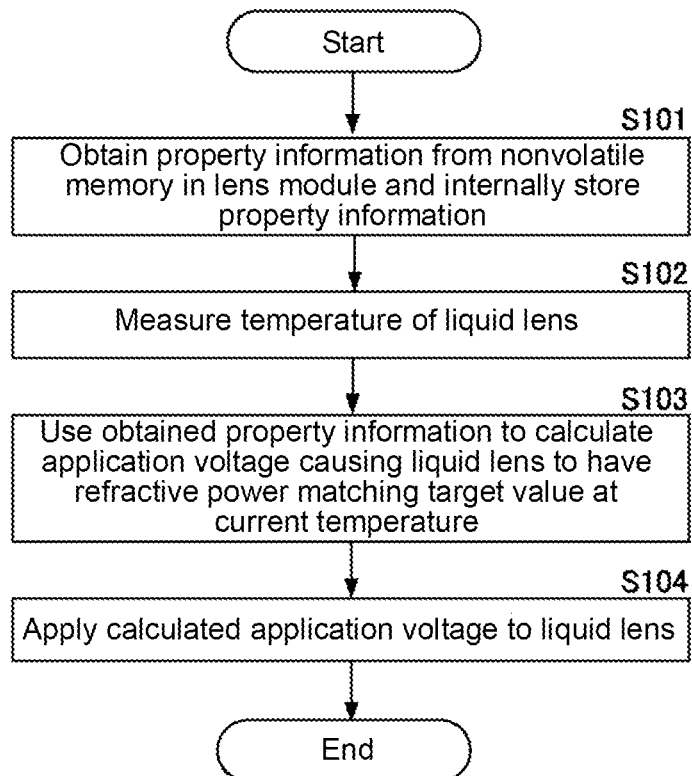 Start
S101
Obtain property information from nonvolatile
memory in lens module and internally store
property information
S102
Measure temperature of liquid lens
S103
Use obtained property information to calculate
application voltage causing liquid lens to have
refractive power matching target value at
current temperature
S104
Apply calculated application voltage to liquid lens
End